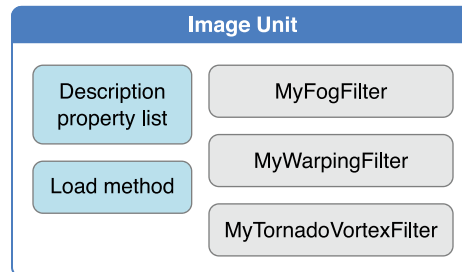 Image Unit
Description
property list
Load method
MyFogFilter
MyWarpingFilter
MyTornadoVortexFilter